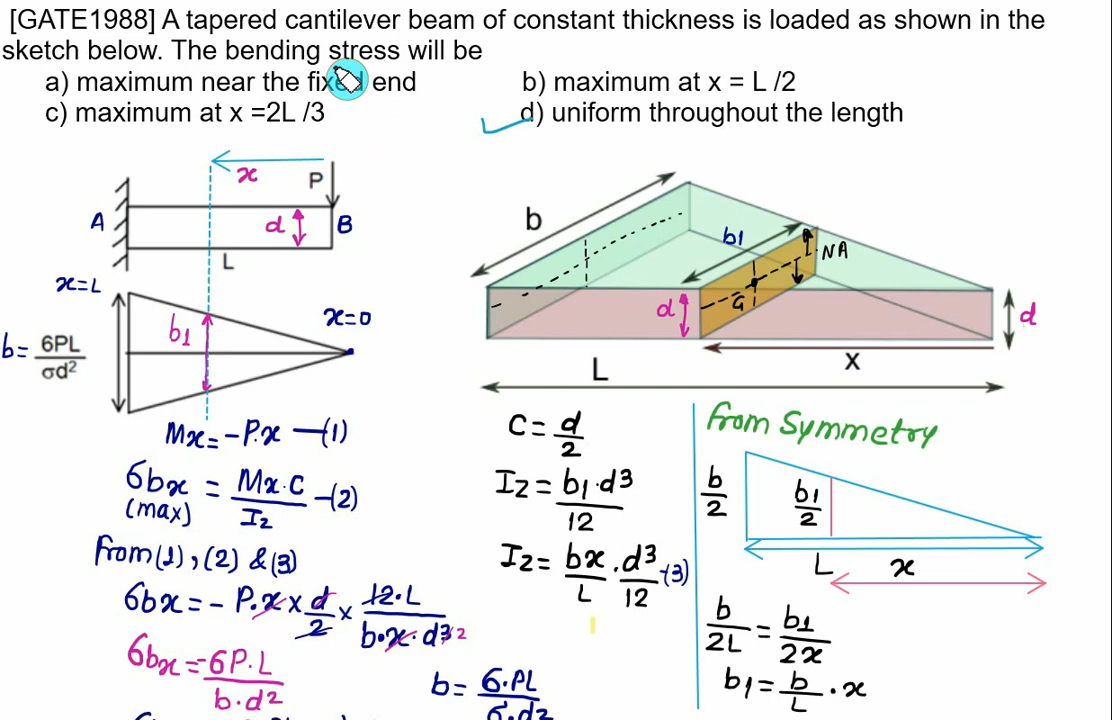 [GATE1988] A tapered cantilever beam of constant thickness is loaded as shown in the
sketch below. The bending stress will be
a) maximum near the fixed end
b) maximum at x = L /2
c) maximum at x =2L /3
d) uniform throughout the length
x
P
A
d
B
L
x=L
x=0
b1
b= 6PL
σd²
b
b1
NA
G
d
d
L
x
Mx = -P.x —(1)
σbx = Mx.C —(2)
(max) Iz
From (1), (2) & (3)
σbx = - P.x × d × 12.L
2 b.x.d³ 2
σbx = -6P.L
b.d²
C = d
2
Iz = b1.d³
12
Iz = bx . d³ —(3)
L 12
b = 6.PL
σ.d²
From Symmetry
b
2
b1
2
L
x
b = b1
2L 2x
b1 = b . x
L